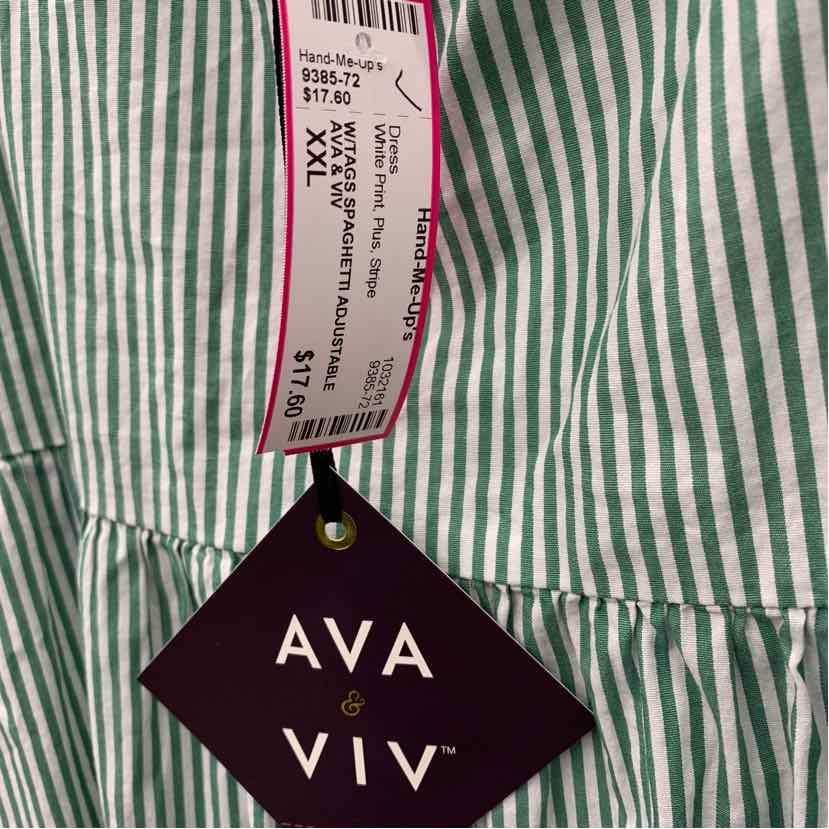 Hand-Me-up's
9385-72
$17.60
Hand-Me-Up's
1032161
9385-72
Dress
White Print, Plus, Stripe
W/TAGS SPAGHETTI ADJUSTABLE
AVA & VIV
XXL
$17.60
AVA
&
VIV™